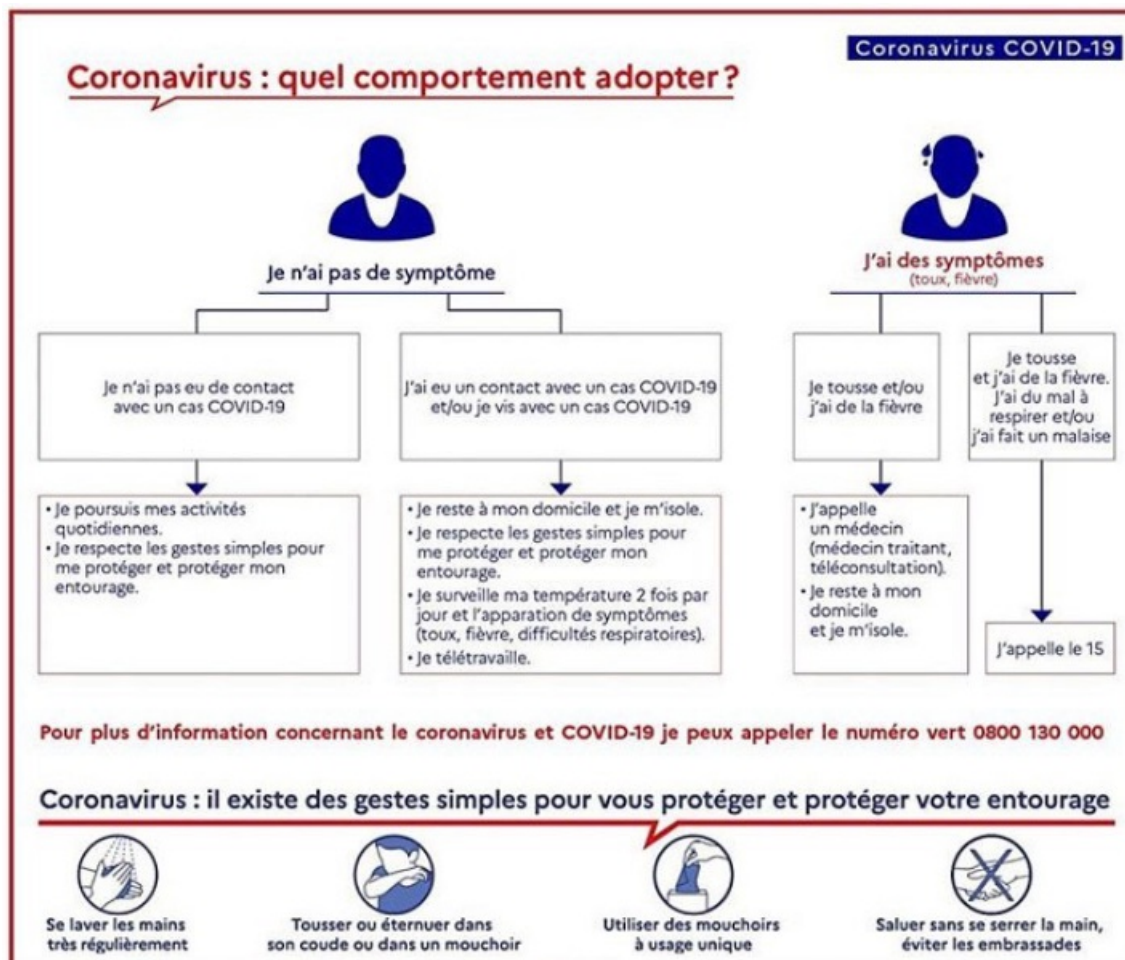 Coronavirus COVID-19
Coronavirus : quel comportement adopter ?
Je n'ai pas de symptôme
J'ai des symptômes
(toux, fièvre)
Je n'ai pas eu de contact
avec un cas COVID-19
J'ai eu un contact avec un cas COVID-19
et/ou je vis avec un cas COVID-19
Je tousse et/ou
j'ai de la fièvre
Je tousse
et j'ai de la fièvre.
J'ai du mal à
respirer et/ou
j'ai fait un malaise
• Je poursuis mes activités
quotidiennes.
• Je respecte les gestes simples pour
me protéger et protéger mon
entourage.
• Je reste à mon domicile et je m'isole.
• Je respecte les gestes simples pour
me protéger et protéger mon
entourage.
• Je surveille ma température 2 fois par
jour et l'apparation de symptômes
(toux, fièvre, difficultés respiratoires).
• Je télétravaille.
• J'appelle
un médecin
(médecin traitant,
téléconsultation).
• Je reste à mon
domicile
et je m'isole.
J'appelle le 15
Pour plus d'information concernant le coronavirus et COVID-19 je peux appeler le numéro vert 0800 130 000
Coronavirus : il existe des gestes simples pour vous protéger et protéger votre entourage
Se laver les mains
très régulièrement
Tousser ou éternuer dans
son coude ou dans un mouchoir
Utiliser des mouchoirs
à usage unique
Saluer sans se serrer la main,
éviter les embrassades